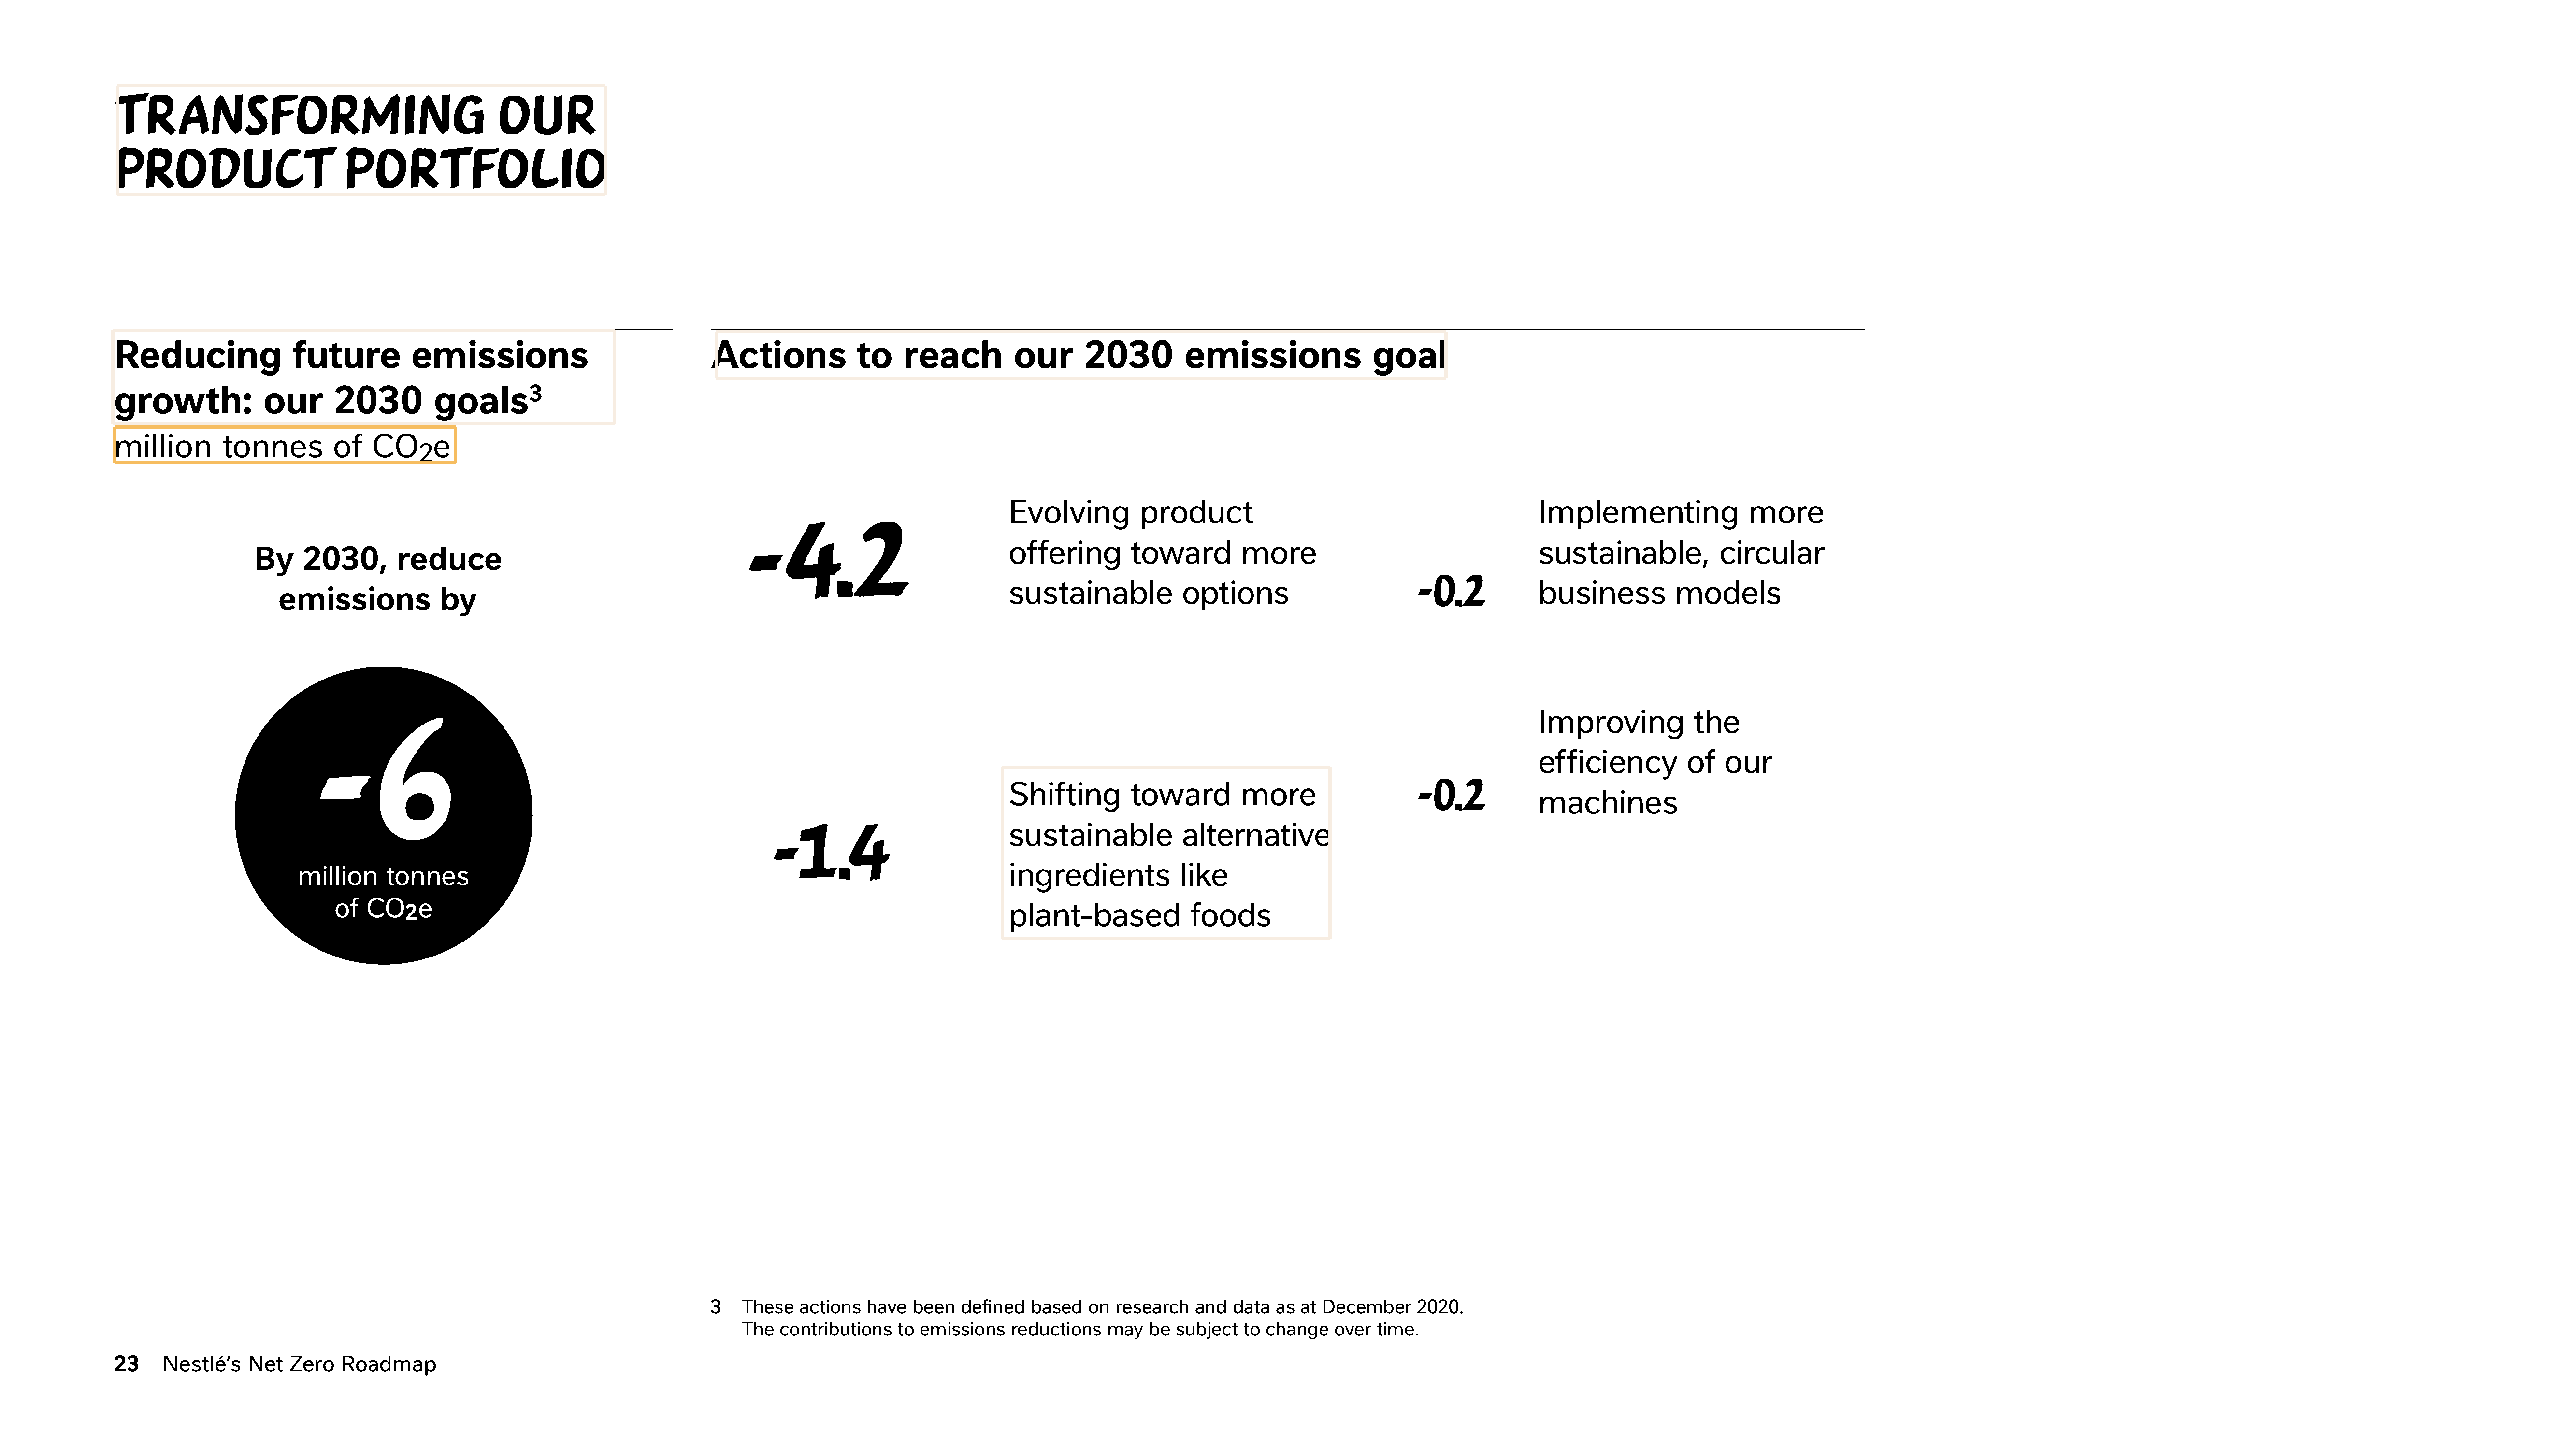 TRANSFORMING OUR
PRODUCT PORTFOLIO
Reducing future emissions
growth: our 2030 goals³
million tonnes of CO₂e
By 2030, reduce
emissions by
-6
million tonnes
of CO₂e
Actions to reach our 2030 emissions goal
-4.2
Evolving product
offering toward more
sustainable options
-1.4
Shifting toward more
sustainable alternative
ingredients like
plant-based foods
-0.2
Implementing more
sustainable, circular
business models
-0.2
Improving the
efficiency of our
machines
3 These actions have been defined based on research and data as at December 2020.
The contributions to emissions reductions may be subject to change over time.
23 Nestlé’s Net Zero Roadmap